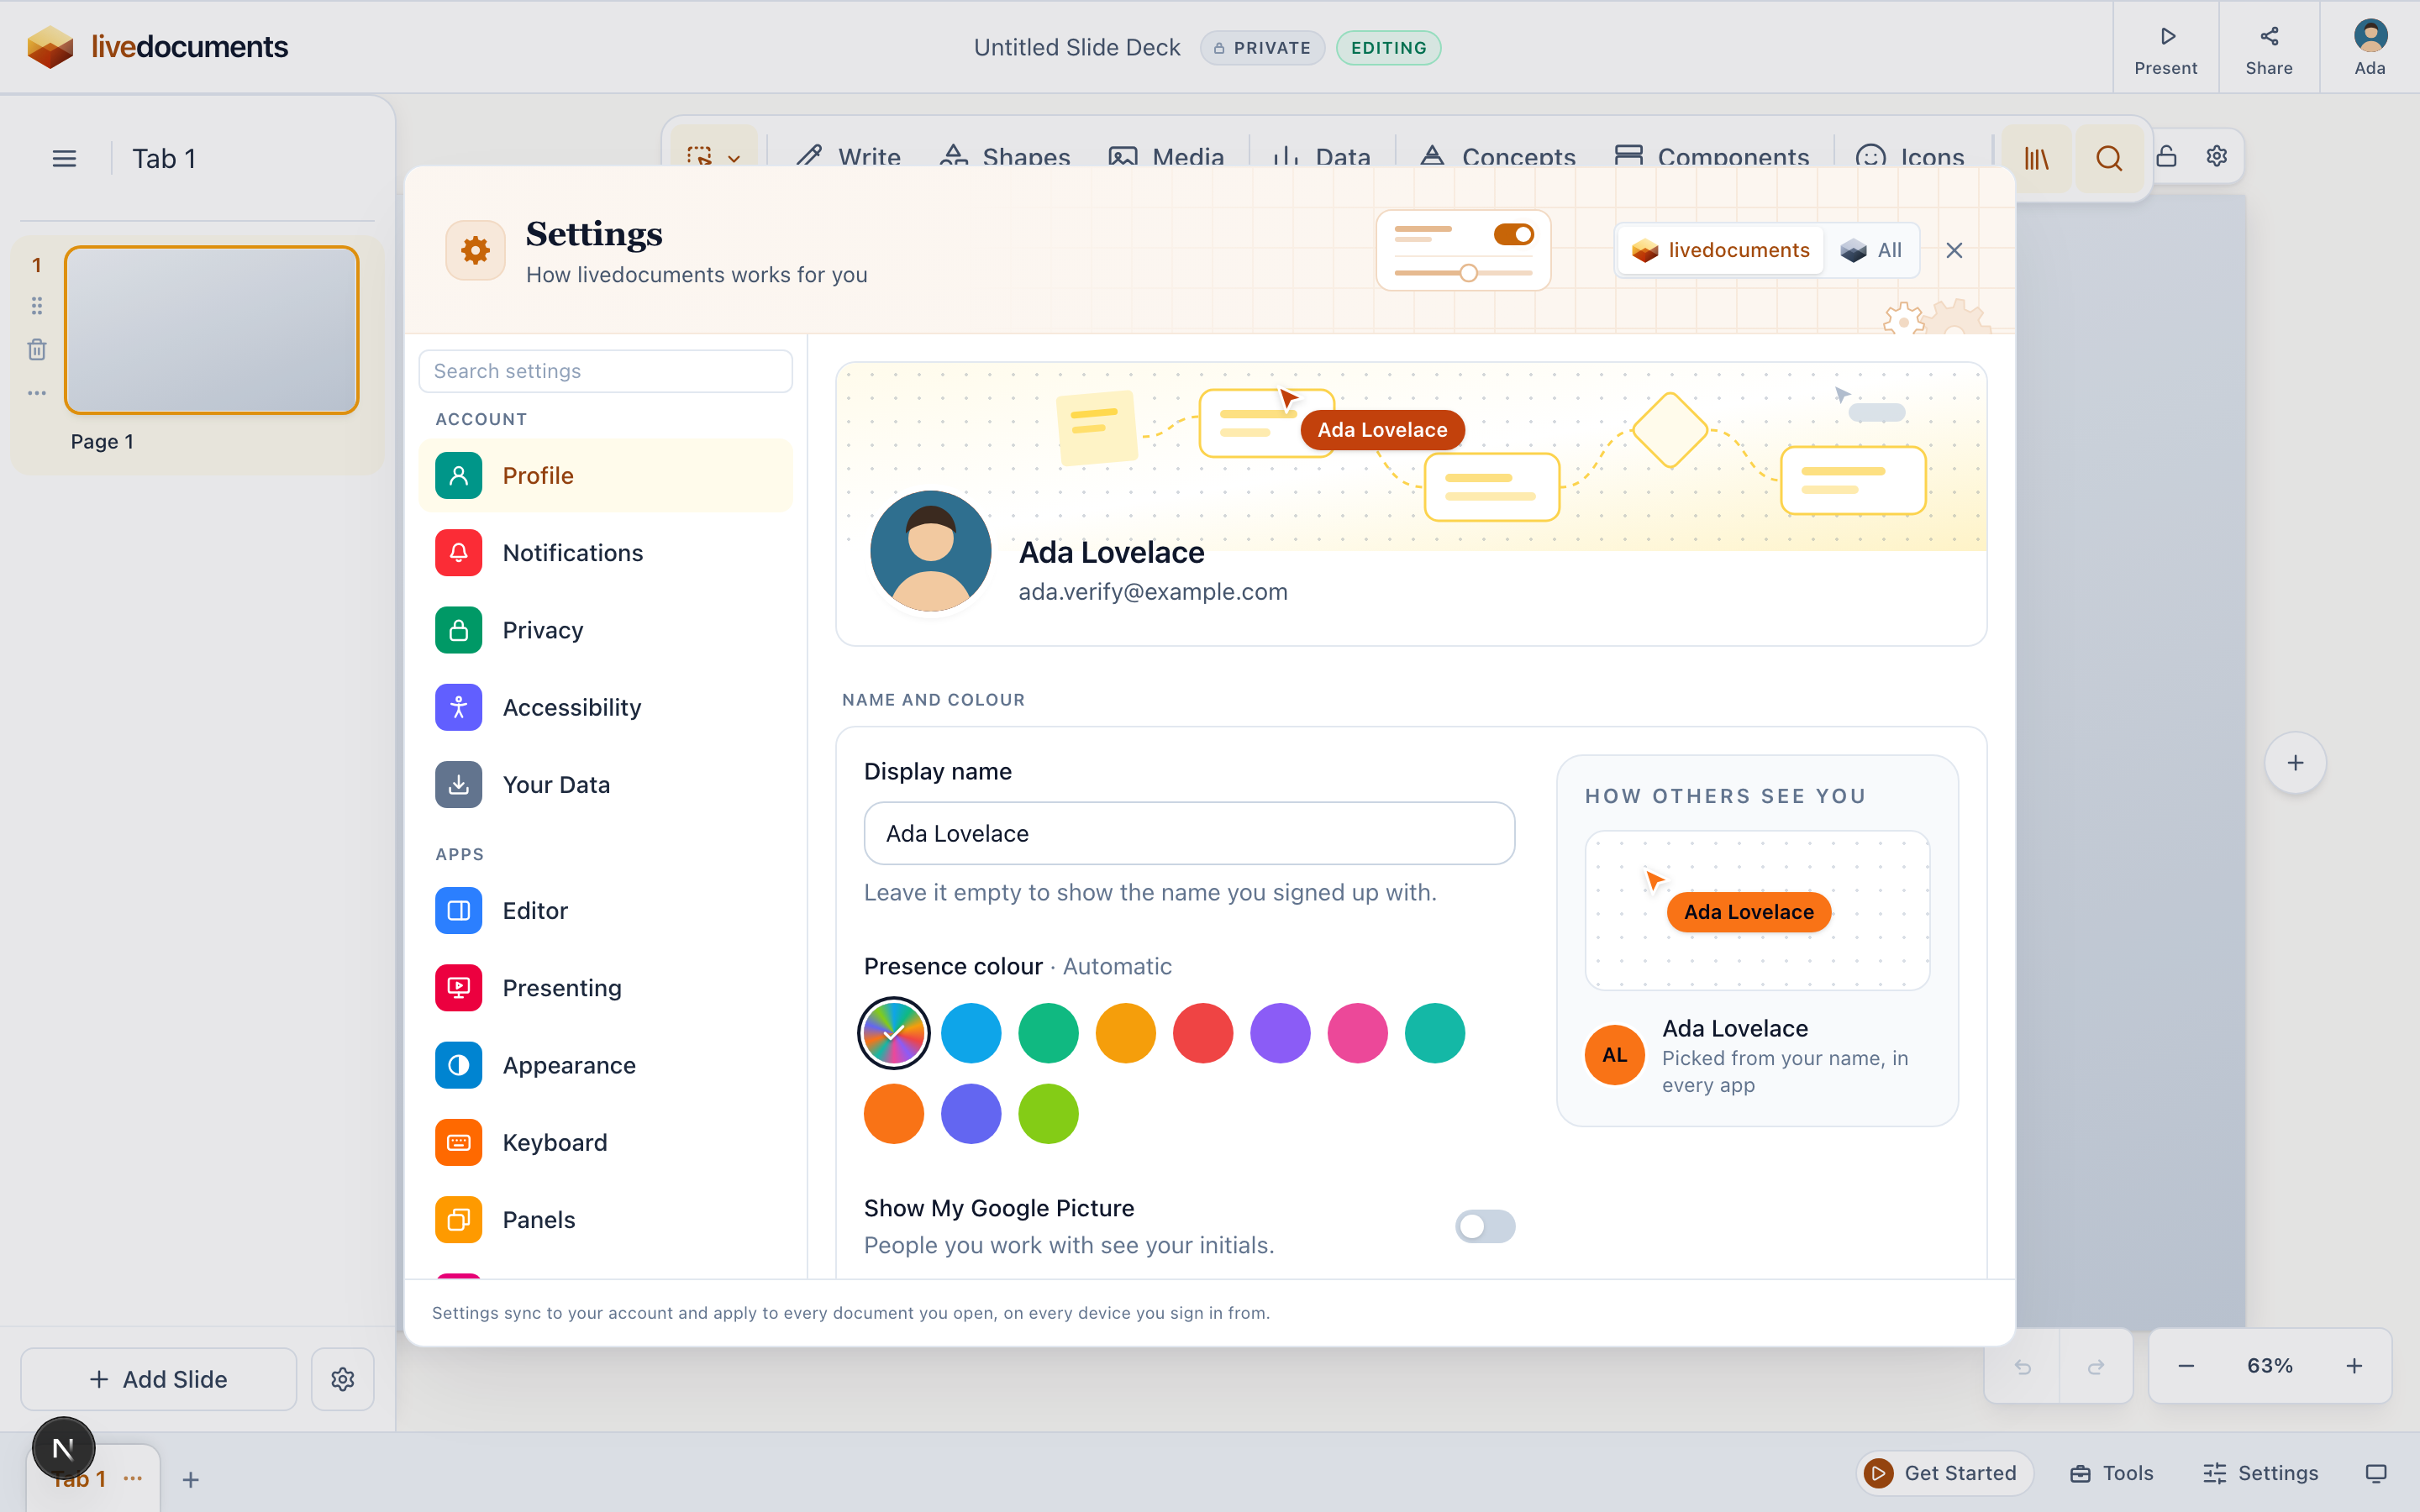 livedocuments
Untitled Slide Deck
PRIVATE
EDITING
Present
Share
Ada
Tab 1
Write
Shapes
Media
Data
Concepts
Components
Icons
1
Page 1
Settings
How livedocuments works for you
livedocuments
All
Search settings
ACCOUNT
Profile
Notifications
Privacy
Accessibility
Your Data
APPS
Editor
Presenting
Appearance
Keyboard
Panels
Ada Lovelace
Ada Lovelace
ada.verify@example.com
NAME AND COLOUR
Display name
Ada Lovelace
Leave it empty to show the name you signed up with.
Presence colour · Automatic
Show My Google Picture
People you work with see your initials.
HOW OTHERS SEE YOU
Ada Lovelace
AL
Ada Lovelace
Picked from your name, in
every app
Settings sync to your account and apply to every document you open, on every device you sign in from.
Add Slide
63%
N
Tab 1
Get Started
Tools
Settings